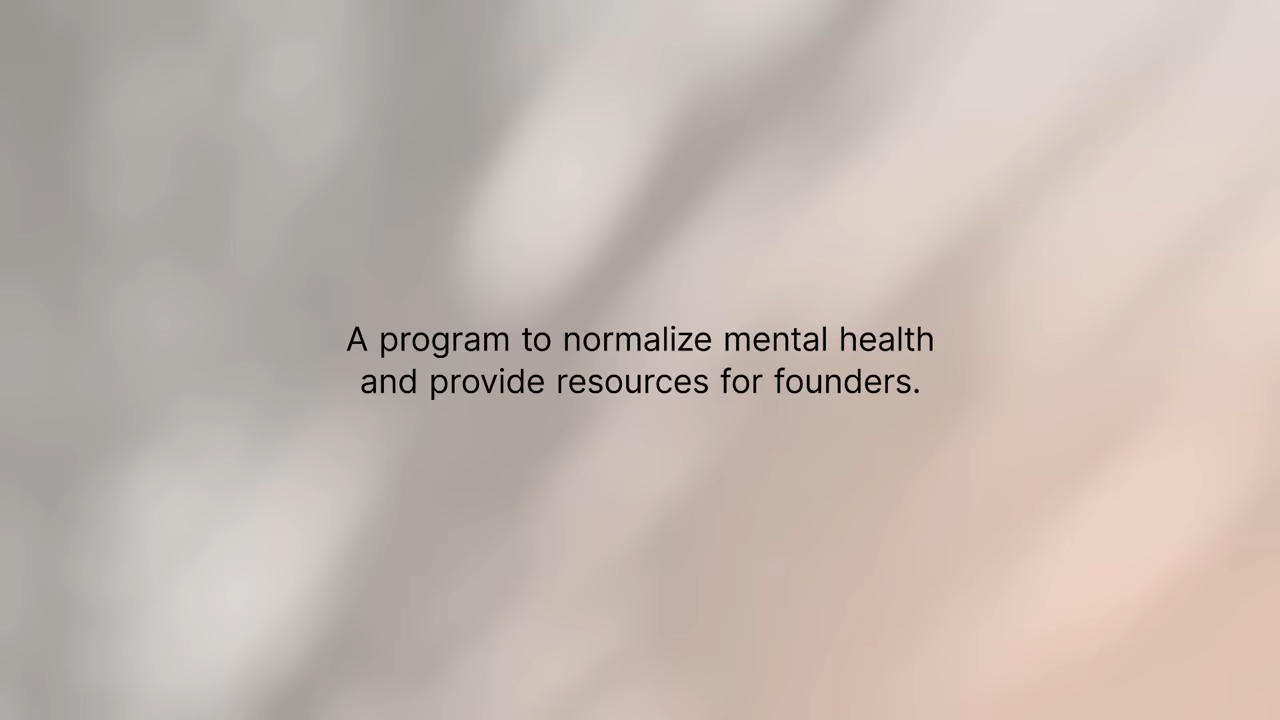 A program to normalize mental health
and provide resources for founders.